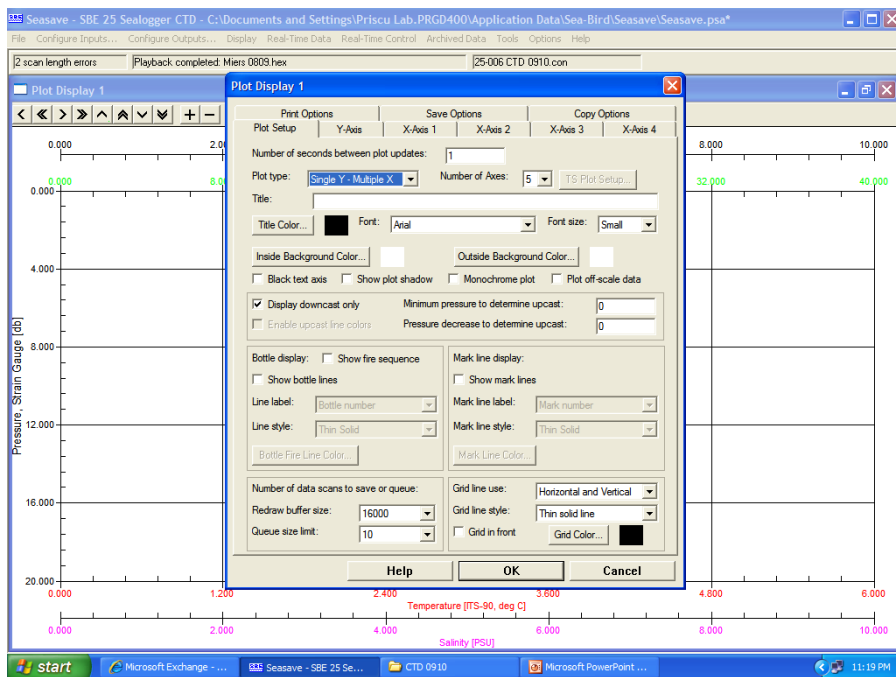 Seasave - SBE 25 Sealogger CTD - C:\Documents and Settings\Priscu Lab.PRGD400\Application Data\Sea-Bird\Seasave\Seasave.psa*
File Configure Inputs... Configure Outputs... Display Real-Time Data Real-Time Control Archived Data Tools Options Help
2 scan length errors Playback completed: Miers 0809.hex 25-006 CTD 0910.con
Plot Display 1
Plot Display 1
Print Options Save Options Copy Options
Plot Setup Y-Axis X-Axis 1 X-Axis 2 X-Axis 3 X-Axis 4
Number of seconds between plot updates: 1
Plot type: Single Y - Multiple X Number of Axes: 5 TS Plot Setup...
Title:
Title Color... Font: Arial Font size: Small
Inside Background Color... Outside Background Color...
Black text axis Show plot shadow Monochrome plot Plot off-scale data
Display downcast only Minimum pressure to determine upcast: 0
Enable upcast line colors Pressure decrease to determine upcast: 0
Bottle display: Show fire sequence Mark line display:
Show bottle lines Show mark lines
Line label: Bottle number Mark line label: Mark number
Line style: Thin Solid Mark line style: Thin Solid
Bottle Fire Line Color... Mark Line Color...
Number of data scans to save or queue: Grid line use: Horizontal and Vertical
Redraw buffer size: 16000 Grid line style: Thin solid line
Queue size limit: 10 Grid in front Grid Color...
Help OK Cancel
0.000 8.000 10.000
0.000 32.000 40.000
0.000
4.000
8.000
12.000
16.000
20.000
Pressure, Strain Gauge [db]
0.000 1.200 2.400 3.600 4.800 6.000
Temperature [ITS-90, deg C]
0.000 2.000 4.000 6.000 8.000 10.000
Salinity [PSU]
start Microsoft Exchange - ... Seasave - SBE 25 Se... CTD 0910 Microsoft PowerPoint ... 11:19 PM